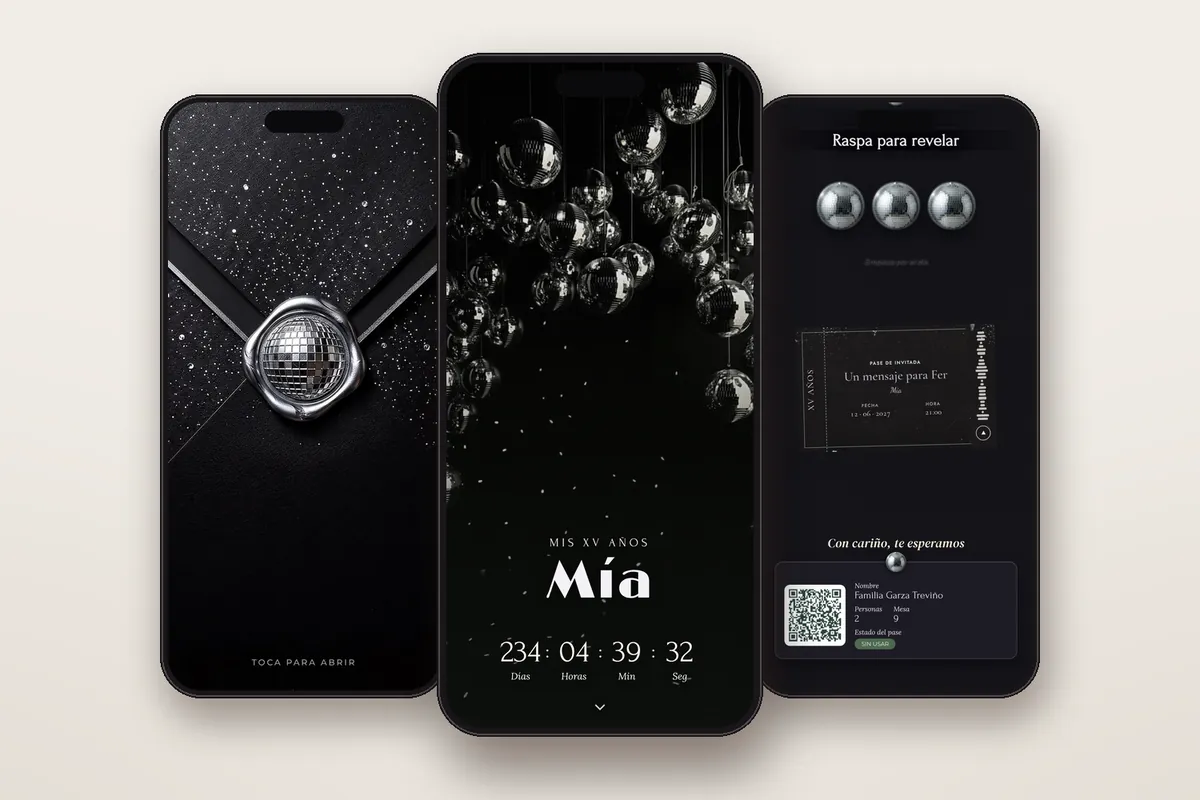 TOCA PARA ABRIR
MIS XV AÑOS
Mía
234 : 04 : 39 : 32
Días Horas Min Seg
Raspa para revelar
XV AÑOS
PASE DE INVITADA
Un mensaje para Fer
Mía
FECHA HORA
12 · 06 · 2027 21:00
Con cariño, te esperamos
Nombre
Familia Garza Treviño
Personas Mesa
2 9
Estado del pase
SIN USAR